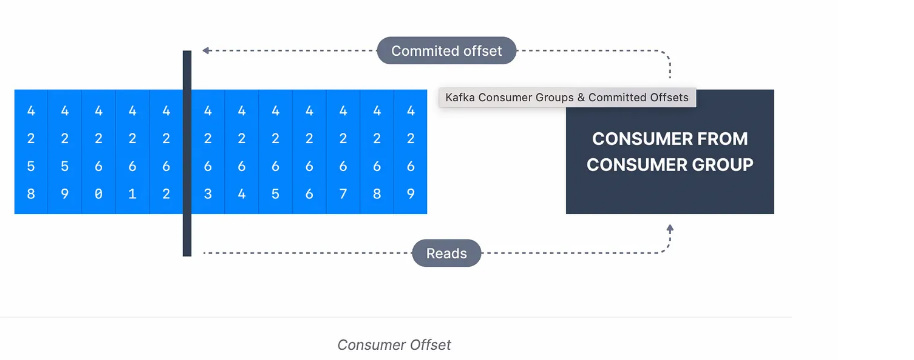 Commited offset
Kafka Consumer Groups & Committed Offsets
4 4 4 4 4 4 4 4 4 4 4 4
2 2 2 2 2 2 2 2 2 2 2 2
5 5 6 6 6 6 6 6 6 6 6 6
8 9 0 1 2 3 4 5 6 7 8 9
CONSUMER FROM
CONSUMER GROUP
Reads
Consumer Offset